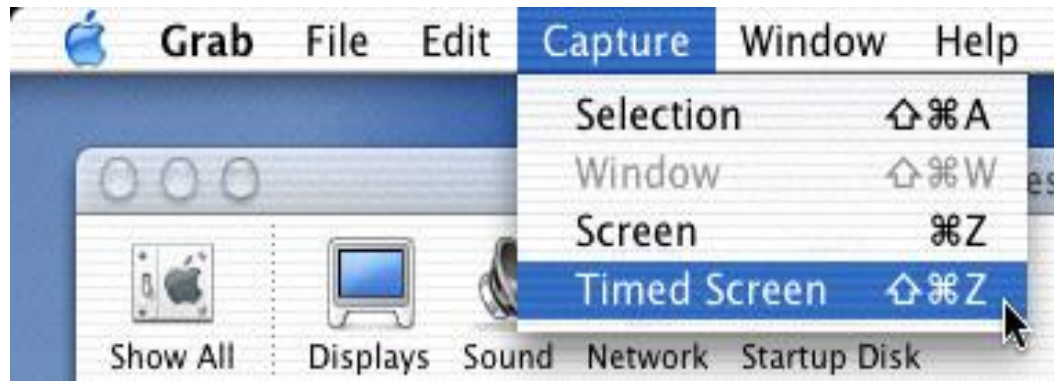 Grab File Edit Capture Window Help
Selection ⇧⌘A
Window ⇧⌘W
Screen ⌘Z
Timed Screen ⇧⌘Z
Show All Displays Sound Network Startup Disk